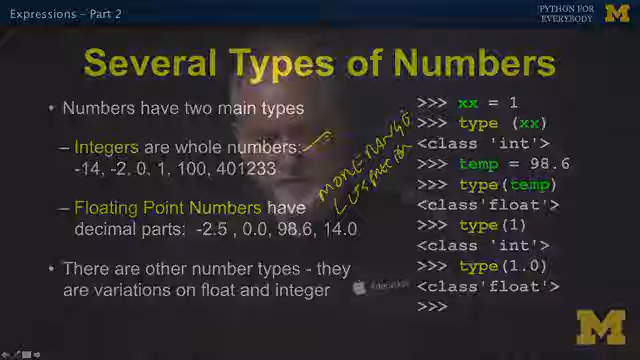 Expressions - Part 2
PYTHON FOR
EVERYBODY
Several Types of Numbers
• Numbers have two main types
– Integers are whole numbers:
-14, -2, 0, 1, 100, 401233
– Floating Point Numbers have
decimal parts: -2.5 , 0.0, 98.6, 14.0
• There are other number types - they
are variations on float and integer
MORE RANGE
>>> xx = 1
>>> type (xx)
<class 'int'>
>>> temp = 98.6
>>> type(temp)
<class'float'>
>>> type(1)
<class 'int'>
>>> type(1.0)
<class'float'>
>>>
M